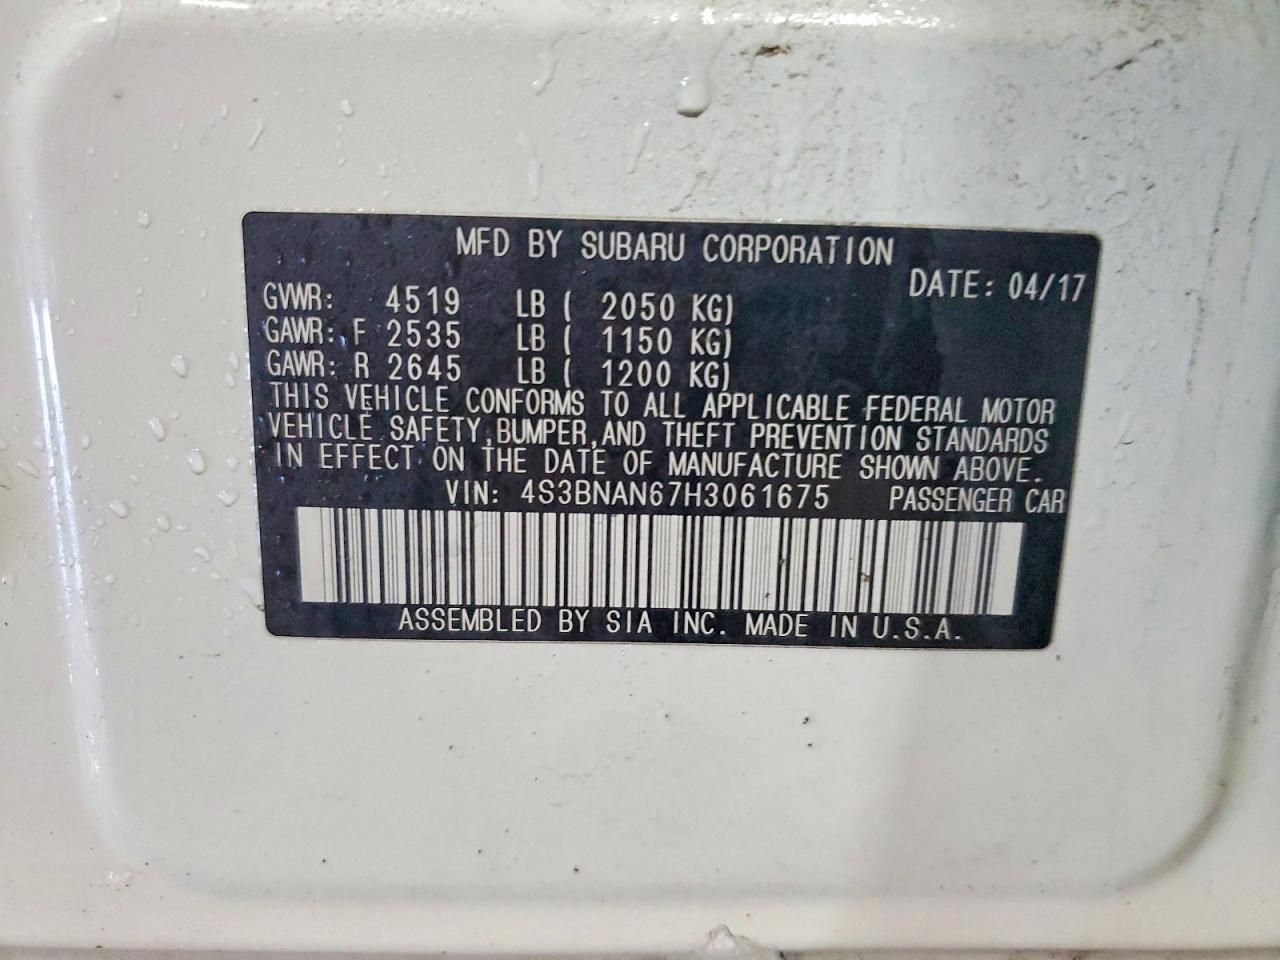 MFD BY SUBARU CORPORATION
DATE: 04/17
GVWR: 4519 LB ( 2050 KG)
GAWR: F 2535 LB ( 1150 KG)
GAWR: R 2645 LB ( 1200 KG)
THIS VEHICLE CONFORMS TO ALL APPLICABLE FEDERAL MOTOR
VEHICLE SAFETY, BUMPER, AND THEFT PREVENTION STANDARDS
IN EFFECT ON THE DATE OF MANUFACTURE SHOWN ABOVE.
VIN: 4S3BNAN67H3061675 PASSENGER CAR
ASSEMBLED BY SIA INC. MADE IN U.S.A.